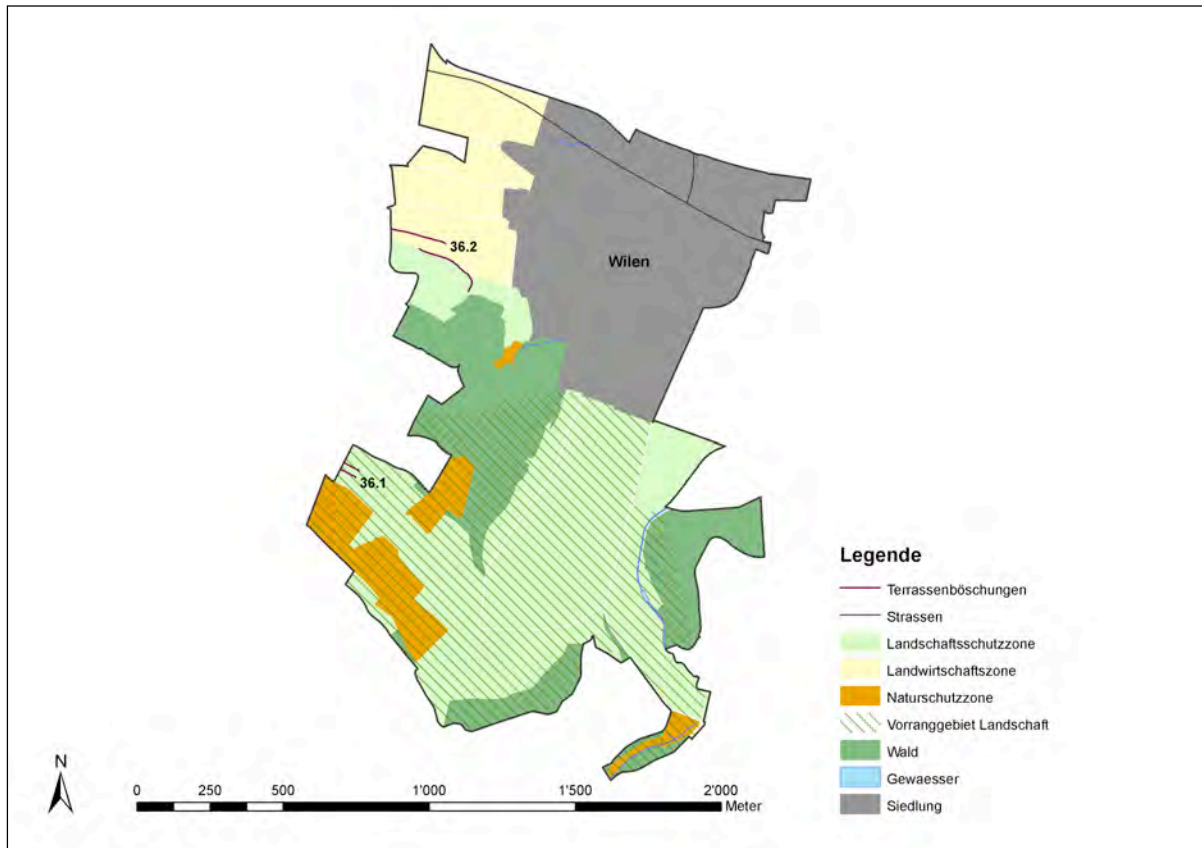 36.2
Wilen
36.1
Legende
Terrassenböschungen
Strassen
Landschaftsschutzzone
Landwirtschaftszone
Naturschutzzone
Vorranggebiet Landschaft
Wald
Gewaesser
Siedlung
N
0 250 500 1'000 1'500 2'000
Meter